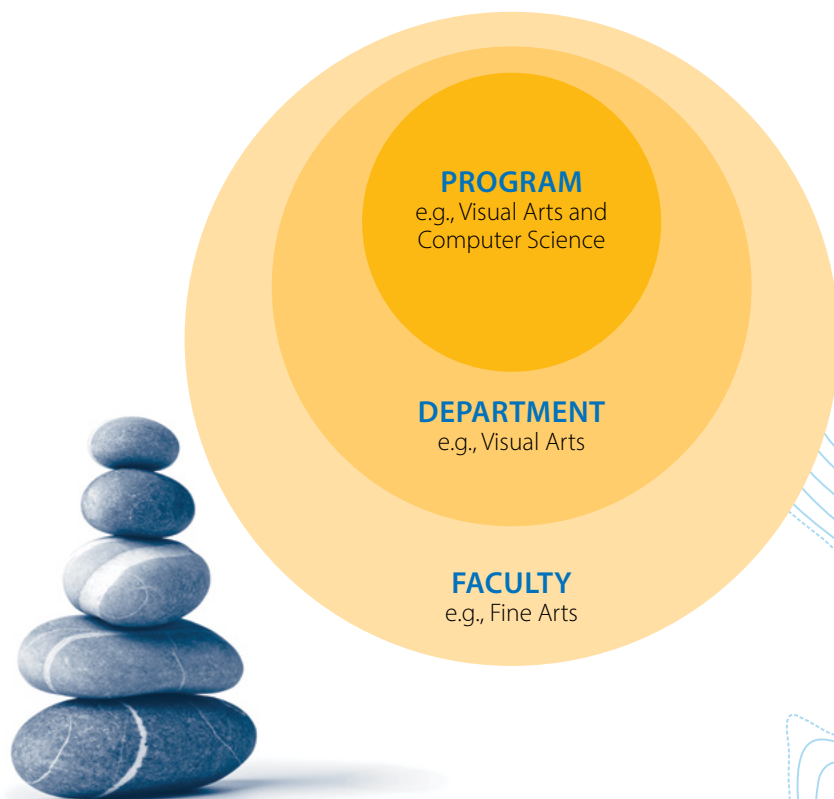 PROGRAM
e.g., Visual Arts and
Computer Science
DEPARTMENT
e.g., Visual Arts
FACULTY
e.g., Fine Arts